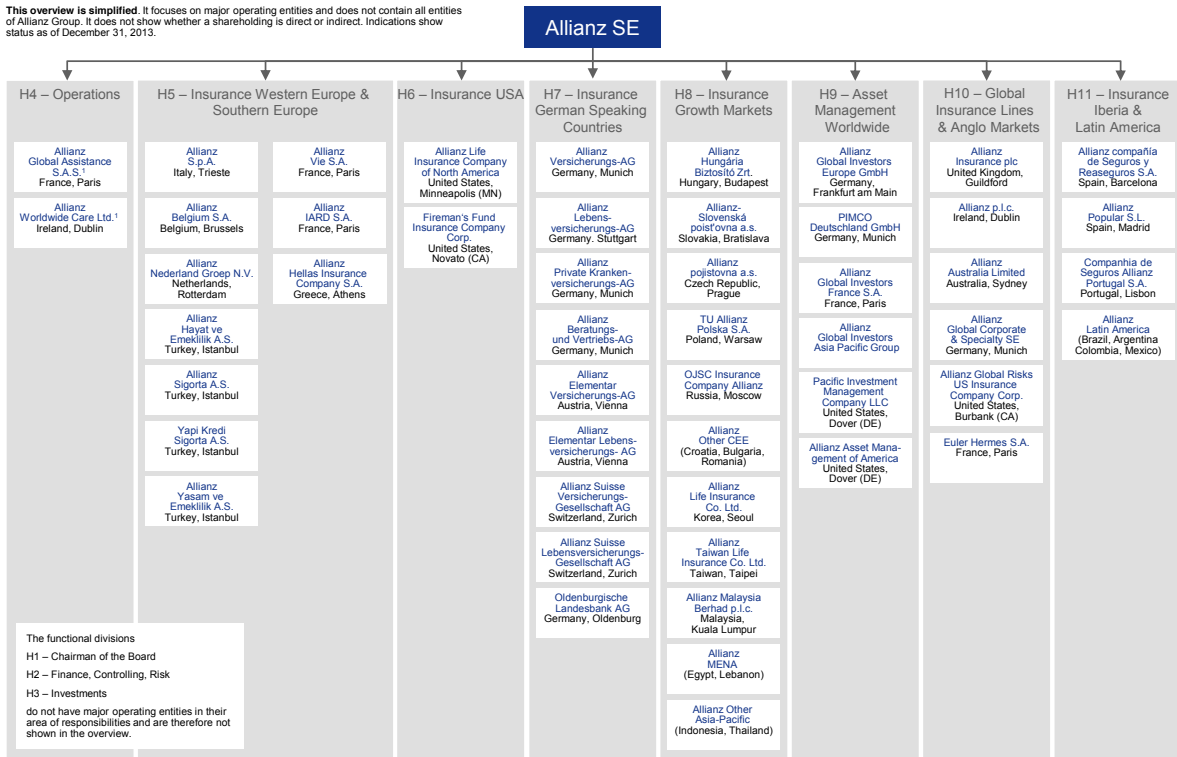 This overview is simplified. It focuses on major operating entities and does not contain all entities
of Allianz Group. It does not show whether a shareholding is direct or indirect. Indications show
status as of December 31, 2013.
Allianz SE
H4 – Operations
Allianz
Global Assistance
S.A.S.¹
France, Paris
Allianz
Worldwide Care Ltd.¹
Ireland, Dublin
H5 – Insurance Western Europe &
Southern Europe
Allianz
S.p.A.
Italy, Trieste
Allianz
Belgium S.A.
Belgium, Brussels
Allianz
Nederland Groep N.V.
Netherlands,
Rotterdam
Allianz
Hayat ve
Emeklilik A.S.
Turkey, Istanbul
Allianz
Sigorta A.S.
Turkey, Istanbul
Yapi Kredi
Sigorta A.S.
Turkey, Istanbul
Allianz
Yasam ve
Emeklilik A.S.
Turkey, Istanbul
Allianz
Vie S.A.
France, Paris
Allianz
IARD S.A.
France, Paris
Allianz
Hellas Insurance
Company S.A.
Greece, Athens
H6 – Insurance USA
Allianz Life
Insurance Company
of North America
United States,
Minneapolis (MN)
Fireman's Fund
Insurance Company
Corp.
United States,
Novato (CA)
H7 – Insurance
German Speaking
Countries
Allianz
Versicherungs-AG
Germany, Munich
Allianz
Lebens-
versicherungs-AG
Germany. Stuttgart
Allianz
Private Kranken-
versicherungs-AG
Germany, Munich
Allianz
Beratungs-
und Vertriebs-AG
Germany, Munich
Allianz
Elementar
Versicherungs-AG
Austria, Vienna
Allianz
Elementar Lebens-
versicherungs- AG
Austria, Vienna
Allianz Suisse
Versicherungs-
Gesellschaft AG
Switzerland, Zurich
Allianz Suisse
Lebensversicherungs-
Gesellschaft AG
Switzerland, Zurich
Oldenburgische
Landesbank AG
Germany, Oldenburg
H8 – Insurance
Growth Markets
Allianz
Hungária
Biztosító Zrt.
Hungary, Budapest
Allianz-
Slovenská
poist'ovna a.s.
Slovakia, Bratislava
Allianz
pojistovna a.s.
Czech Republic,
Prague
TU Allianz
Polska S.A.
Poland, Warsaw
OJSC Insurance
Company Allianz
Russia, Moscow
Allianz
Other CEE
(Croatia, Bulgaria,
Romania)
Allianz
Life Insurance
Co. Ltd.
Korea, Seoul
Allianz
Taiwan Life
Insurance Co. Ltd.
Taiwan, Taipei
Allianz Malaysia
Berhad p.l.c.
Malaysia,
Kuala Lumpur
Allianz
MENA
(Egypt, Lebanon)
Allianz Other
Asia-Pacific
(Indonesia, Thailand)
H9 – Asset
Management
Worldwide
Allianz
Global Investors
Europe GmbH
Germany,
Frankfurt am Main
PIMCO
Deutschland GmbH
Germany, Munich
Allianz
Global Investors
France S.A.
France, Paris
Allianz
Global Investors
Asia Pacific Group
Pacific Investment
Management
Company LLC
United States,
Dover (DE)
Allianz Asset Mana-
gement of America
United States,
Dover (DE)
H10 – Global
Insurance Lines
& Anglo Markets
Allianz
Insurance plc
United Kingdom,
Guildford
Allianz p.l.c.
Ireland, Dublin
Allianz
Australia Limited
Australia, Sydney
Allianz
Global Corporate
& Specialty SE
Germany, Munich
Allianz Global Risks
US Insurance
Company Corp.
United States,
Burbank (CA)
Euler Hermes S.A.
France, Paris
H11 – Insurance
Iberia &
Latin America
Allianz compañía
de Seguros y
Reaseguros S.A.
Spain, Barcelona
Allianz
Popular S.L.
Spain, Madrid
Companhia de
Seguros Allianz
Portugal S.A.
Portugal, Lisbon
Allianz
Latin America
(Brazil, Argentina
Colombia, Mexico)
The functional divisions
H1 – Chairman of the Board
H2 – Finance, Controlling, Risk
H3 – Investments
do not have major operating entities in their
area of responsibilities and are therefore not
shown in the overview.